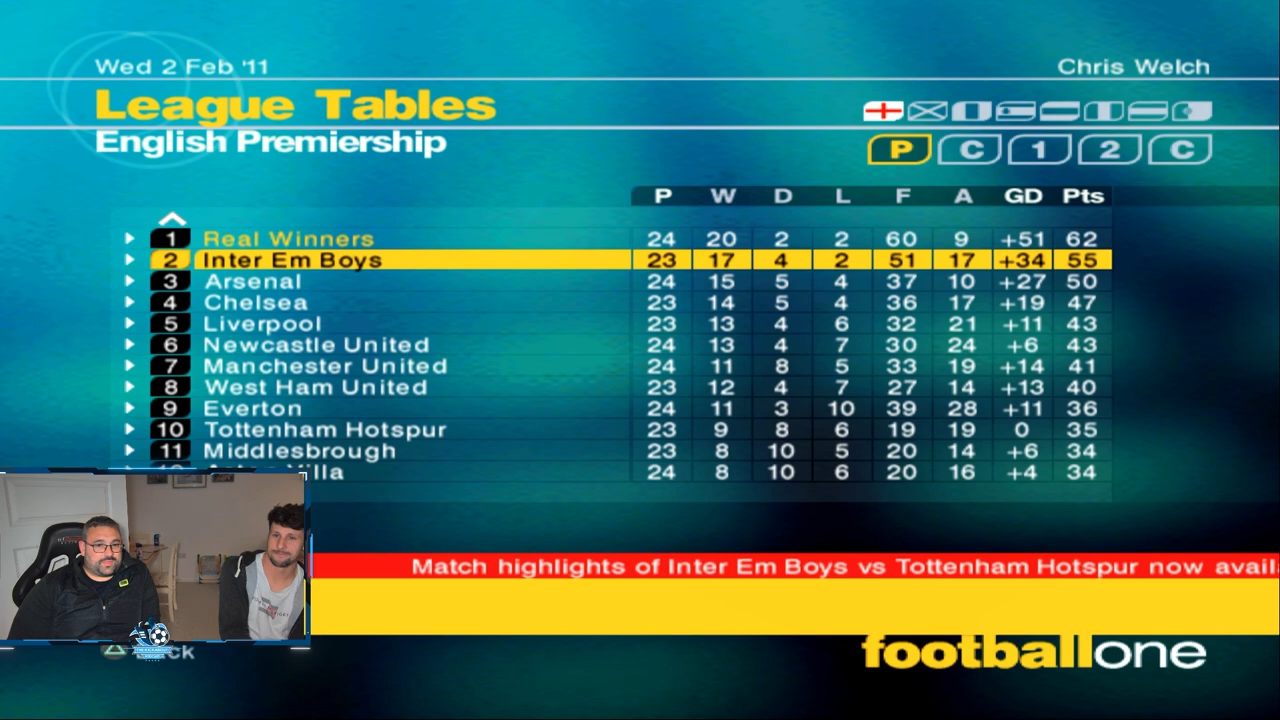 Wed 2 Feb '11
Chris Welch
League Tables
English Premiership
P C 1 2 C
P W D L F A GD Pts
1 Real Winners 24 20 2 2 60 9 +51 62
2 Inter Em Boys 23 17 4 2 51 17 +34 55
3 Arsenal 24 15 5 4 37 10 +27 50
4 Chelsea 23 14 5 4 36 17 +19 47
5 Liverpool 23 13 4 6 32 21 +11 43
6 Newcastle United 24 13 4 7 30 24 +6 43
7 Manchester United 24 11 8 5 33 19 +14 41
8 West Ham United 23 12 4 7 27 14 +13 40
9 Everton 24 11 3 10 39 28 +11 36
10 Tottenham Hotspur 23 9 8 6 19 19 0 35
11 Middlesbrough 23 8 10 5 20 14 +6 34
24 8 10 6 20 16 +4 34
Match highlights of Inter Em Boys vs Tottenham Hotspur now avail
footballone